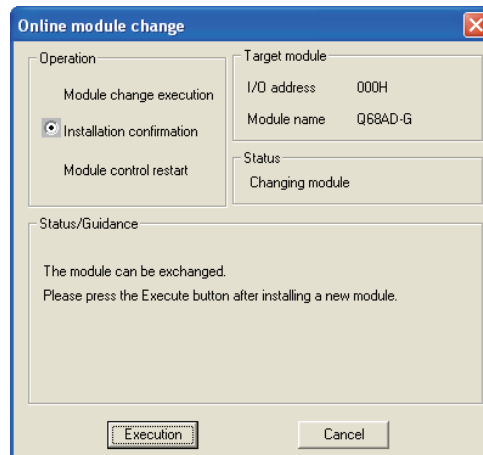 Online module change
Operation
Module change execution
Installation confirmation
Module control restart
Target module
I/O address 000H
Module name Q68AD-G
Status
Changing module
Status/Guidance
The module can be exchanged.
Please press the Execute button after installing a new module.
Execution
Cancel